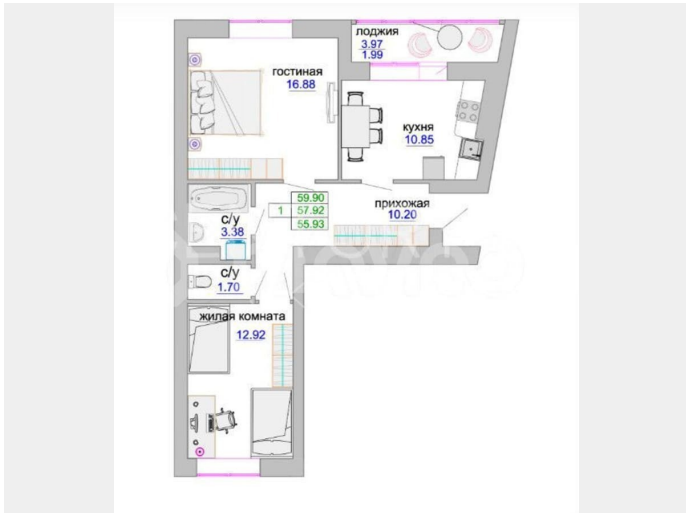 лоджия
3.97
1.99
гостиная
16.88
кухня
10.85
59.90
1 57.92
55.93
прихожая
10.20
с/у
3.38
с/у
1.70
жилая комната
12.92